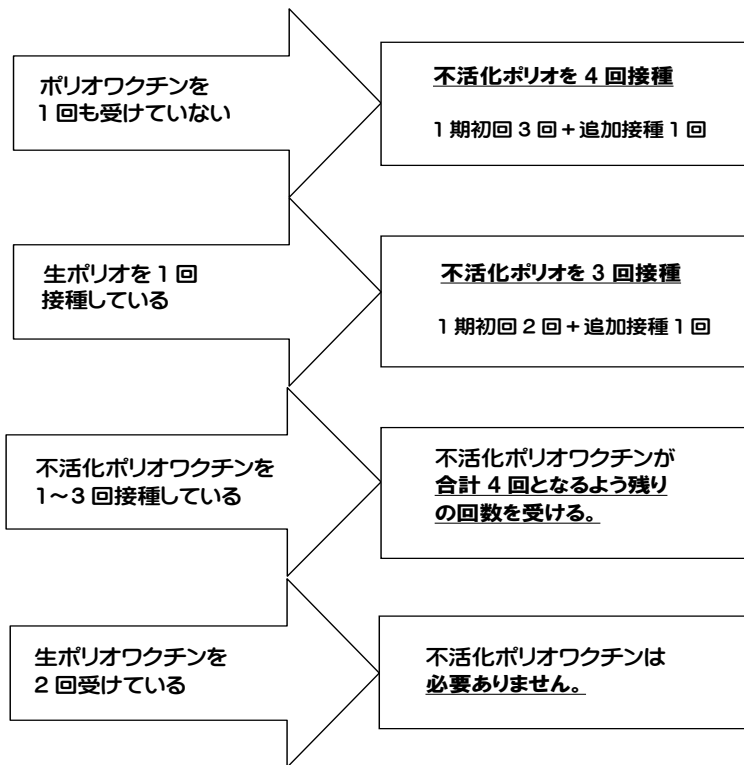 ポリオワクチンを
1回も受けていない
不活化ポリオを 4 回接種
1期初回3回+追加接種1回
生ポリオを1回
接種している
不活化ポリオを 3 回接種
1期初回2回+追加接種1回
不活化ポリオワクチンを
1～3回接種している
不活化ポリオワクチンが
合計 4 回となるよう残り
の回数を受ける。
生ポリオワクチンを
2回受けている
不活化ポリオワクチンは
必要ありません。